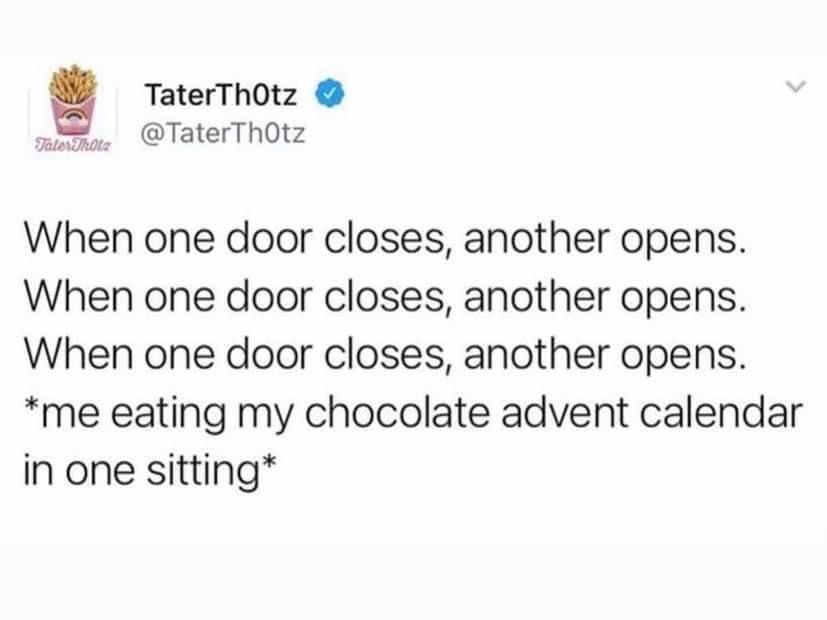 TaterTh0tz
@TaterTh0tz
TaterTh0tz
When one door closes, another opens.
When one door closes, another opens.
When one door closes, another opens.
*me eating my chocolate advent calendar
in one sitting*